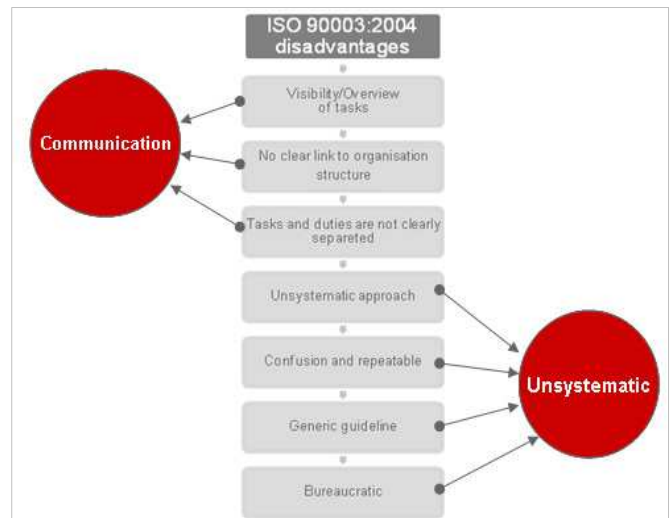 ISO 90003:2004
disadvantages
Visibility/Overview
of tasks
Communication
No clear link to organisation
structure
Tasks and duties are not clearly
separeted
Unsystematic approach
Confusion and repeatable
Unsystematic
Generic guideline
Bureaucratic